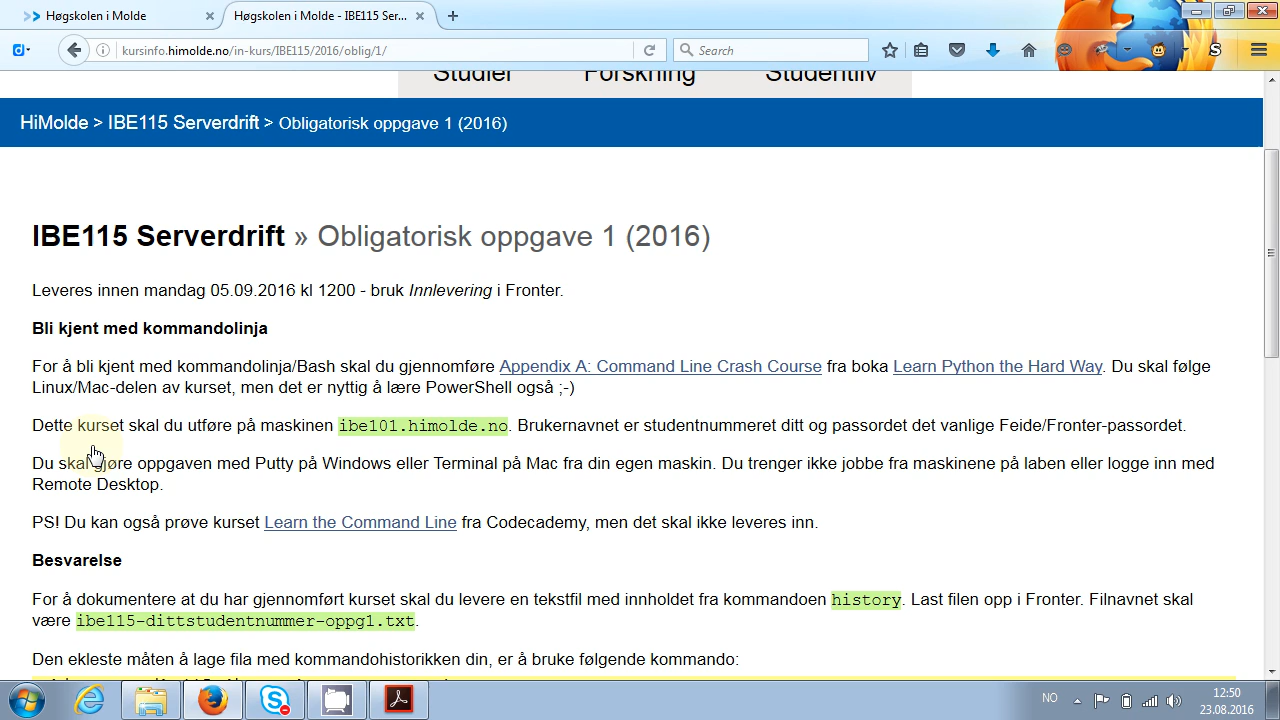 Høgskolen i Molde
Høgskolen i Molde - IBE115 Ser...
kursinfo.himolde.no/in-kurs/IBE115/2016/oblig/1/
Search
Studier Forskning Studentliv
HiMolde > IBE115 Serverdrift > Obligatorisk oppgave 1 (2016)
IBE115 Serverdrift » Obligatorisk oppgave 1 (2016)
Leveres innen mandag 05.09.2016 kl 1200 - bruk Innlevering i Fronter.
Bli kjent med kommandolinja
For å bli kjent med kommandolinja/Bash skal du gjennomføre Appendix A: Command Line Crash Course fra boka Learn Python the Hard Way. Du skal følge
Linux/Mac-delen av kurset, men det er nyttig å lære PowerShell også ;-)
Dette kurset skal du utføre på maskinen ibe101.himolde.no. Brukernavnet er studentnummeret ditt og passordet det vanlige Feide/Fronter-passordet.
Du skal gjøre oppgaven med Putty på Windows eller Terminal på Mac fra din egen maskin. Du trenger ikke jobbe fra maskinene på laben eller logge inn med
Remote Desktop.
PS! Du kan også prøve kurset Learn the Command Line fra Codecademy, men det skal ikke leveres inn.
Besvarelse
For å dokumentere at du har gjennomført kurset skal du levere en tekstfil med innholdet fra kommandoen history. Last filen opp i Fronter. Filnavnet skal
være ibe115-dittstudentnummer-oppg1.txt.
Den ekleste måten å lage fila med kommandohistorikken din, er å bruke følgende kommando:
NO
12:50
23.08.2016